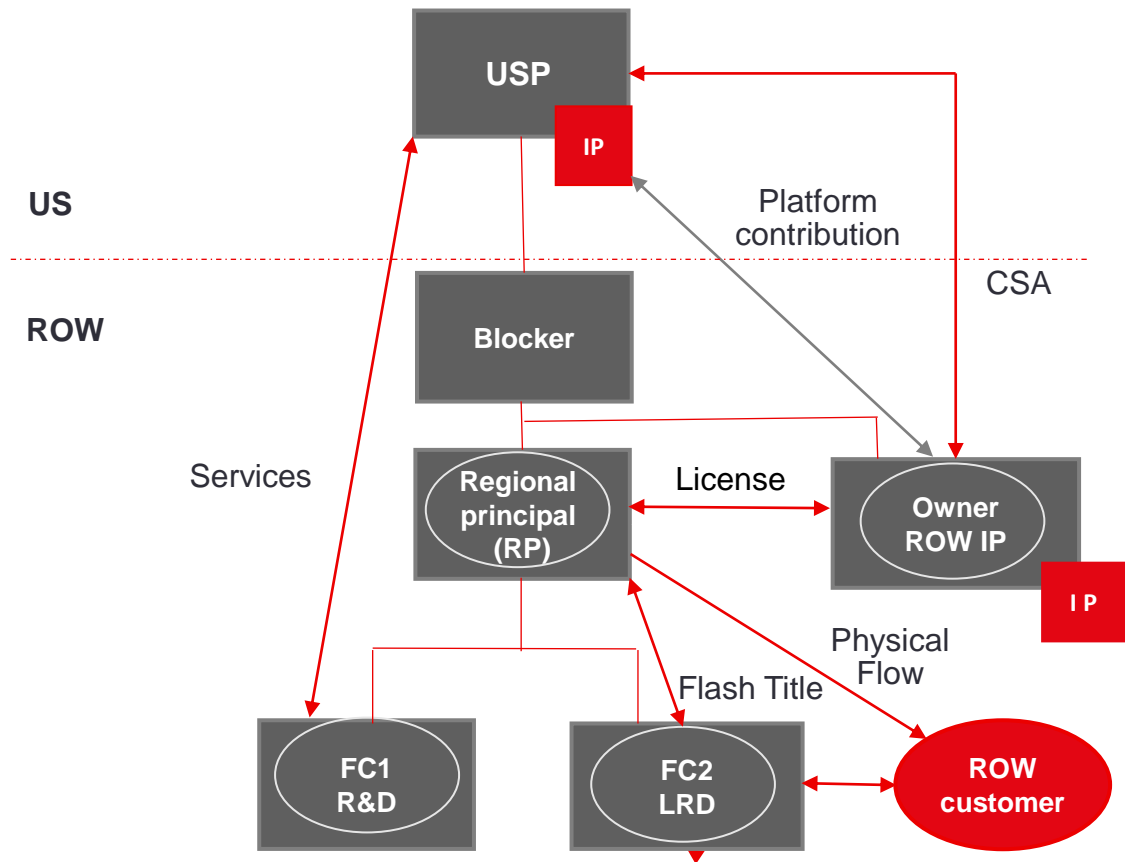 USP
IP
US
Platform
contribution
CSA
ROW
Blocker
Services
Regional
principal
(RP)
License
Owner
ROW IP
I P
Physical
Flow
Flash Title
FC1
R&D
FC2
LRD
ROW
customer